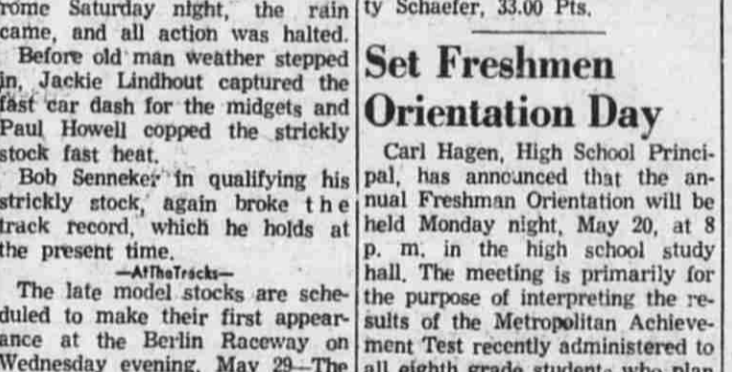 rome Saturday night, the rain
came, and all action was halted.
Before old man weather stepped
in, Jackie Lindhout captured the
fast car dash for the midgets and
Paul Howell copped the strickly
stock fast heat.
Bob Senneker in qualifying his
strickly stock, again broke the
track record, which he holds at
the present time.
—AtTheTracks—
The late model stocks are sche-
duled to make their first appear-
ance at the Berlin Raceway on
Wednesday evening, May 29—The
ty Schaefer, 33.00 Pts.
Set Freshmen
Orientation Day
Carl Hagen, High School Princi-
pal, has announced that the an-
nual Freshman Orientation will be
held Monday night, May 20, at 8
p. m. in the high school study
hall. The meeting is primarily for
the purpose of interpreting the re-
sults of the Metropolitan Achieve-
ment Test recently administered to
all eighth grade students who plan